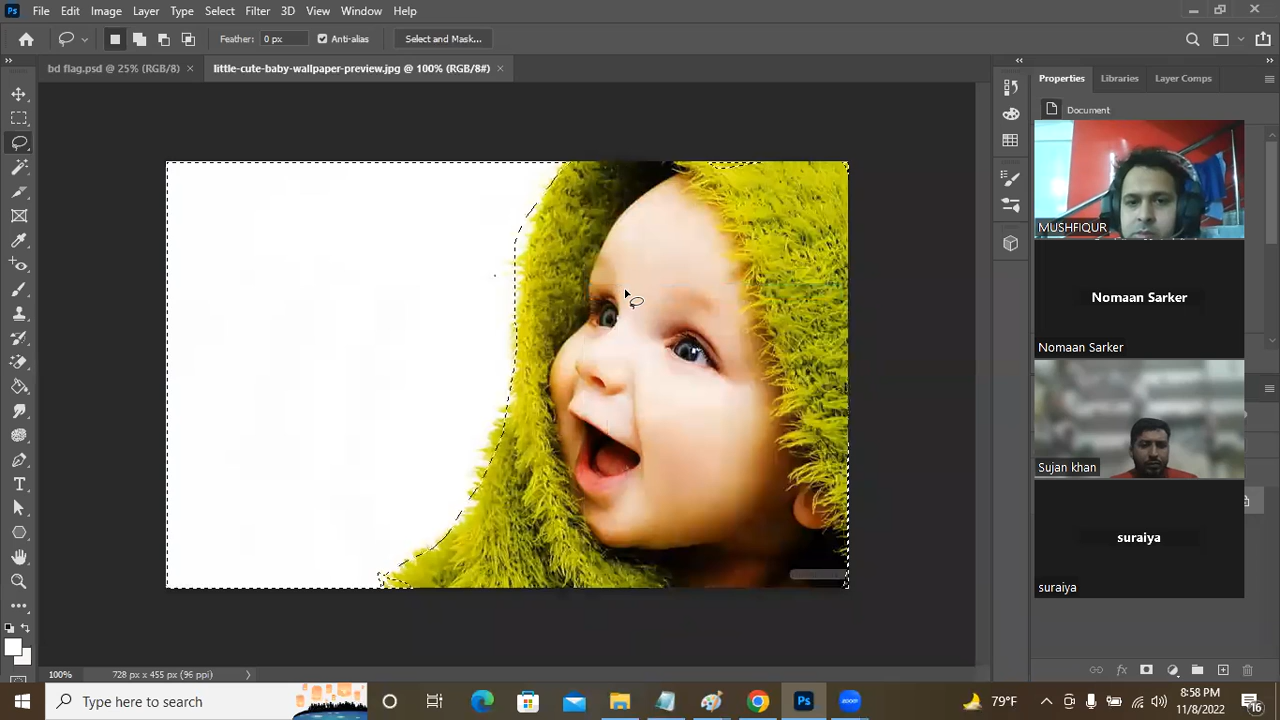 Ps File Edit Image Layer Type Select Filter 3D View Window Help
Feather: 0 px Anti-alias Select and Mask...
bd flag.psd @ 25% (RGB/8) × little-cute-baby-wallpaper-preview.jpg @ 100% (RGB/8#) ×
Properties Libraries Layer Comps
Document
MUSHFIQUR
Nomaan Sarker
Nomaan Sarker
Sujan khan
suraiya
suraiya
fx
100% 728 px x 455 px (96 ppi)
Type here to search
Ps
zoom
79°F
8:58 PM
11/8/2022
16